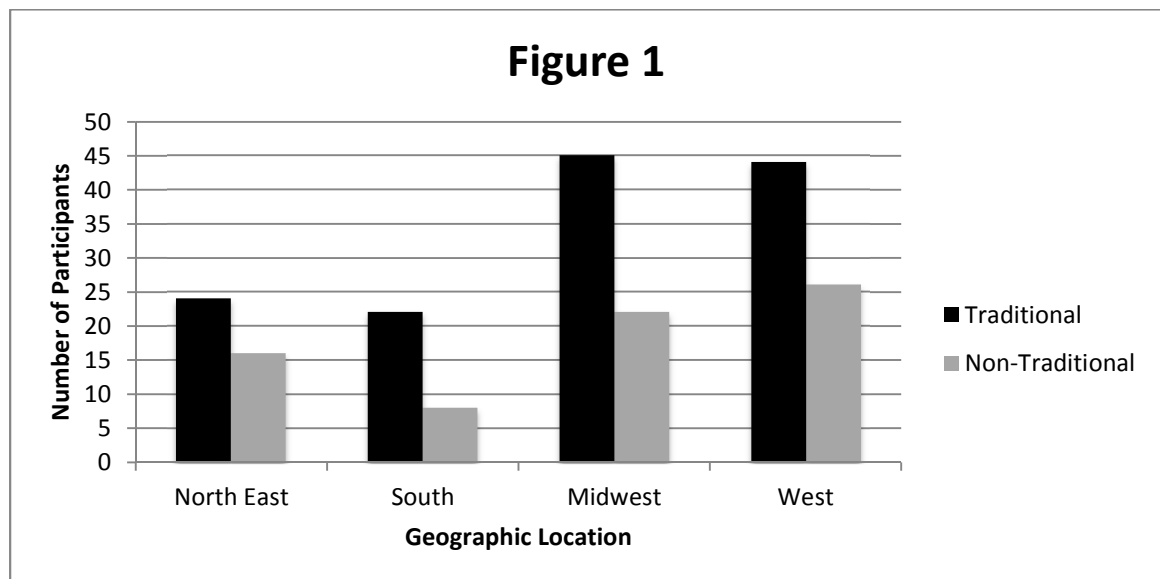 Figure 1
Number of Participants
50
45
40
35
30
25
20
15
10
5
0
North East South Midwest West
Geographic Location
Traditional
Non-Traditional